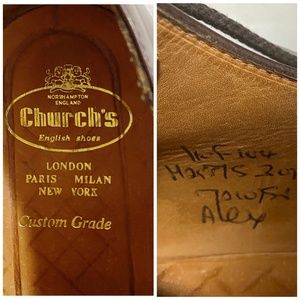 NORTHAMPTON
ENGLAND
Church's
English shoes
LONDON
PARIS MILAN
NEW YORK
Custom Grade
Alex